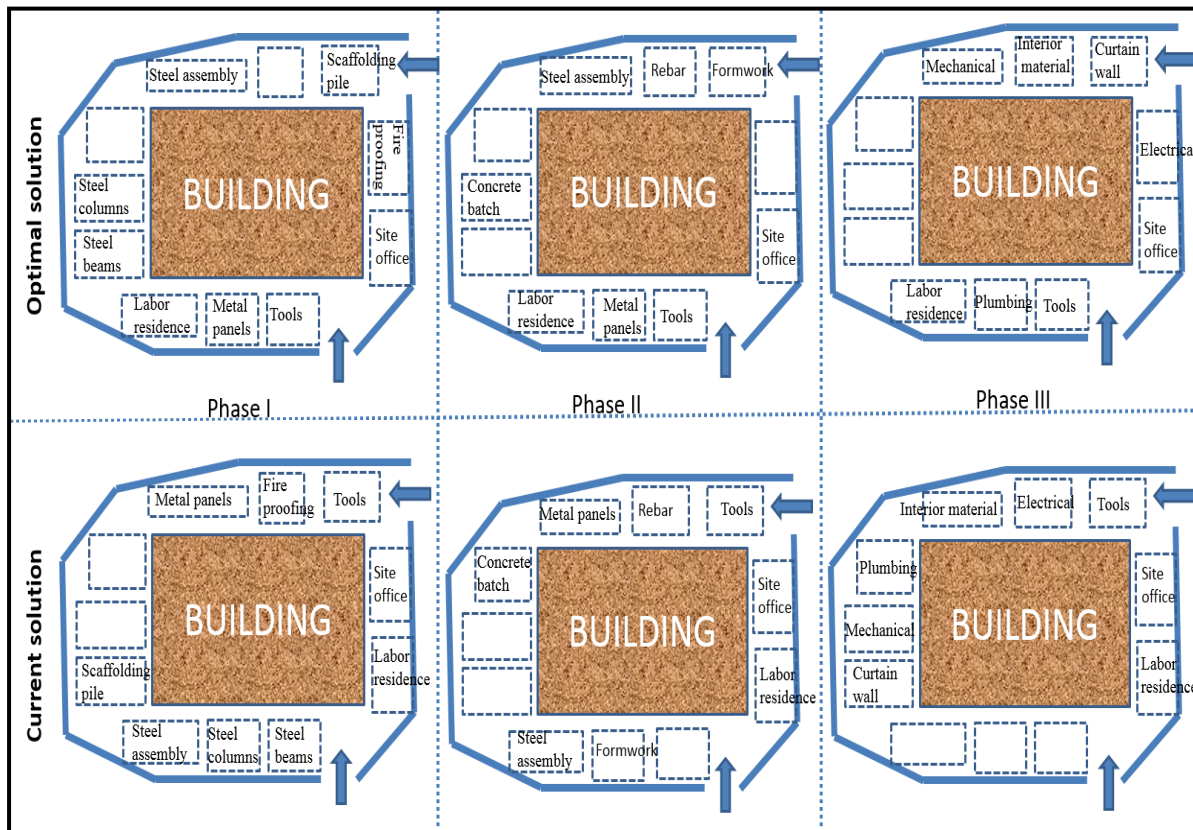 Optimal solution
Steel assembly
Scaffolding
pile
Fire
proofing
Steel
columns
BUILDING
Steel
beams
Site
office
Labor
residence
Metal
panels
Tools
Phase I
Steel assembly
Rebar
Formwork
Concrete
batch
BUILDING
Site
office
Labor
residence
Metal
panels
Tools
Phase II
Mechanical
Interior
material
Curtain
wall
Electrical
BUILDING
Site
office
Labor
residence
Plumbing
Tools
Phase III
Current solution
Metal panels
Fire
proofing
Tools
Site
office
BUILDING
Scaffolding
pile
Labor
residence
Steel
assembly
Steel
columns
Steel
beams
Metal panels
Rebar
Tools
Concrete
batch
Site
office
BUILDING
Labor
residence
Steel
assembly
Formwork
Interior material
Electrical
Tools
Plumbing
Site
office
Mechanical
BUILDING
Curtain
wall
Labor
residence